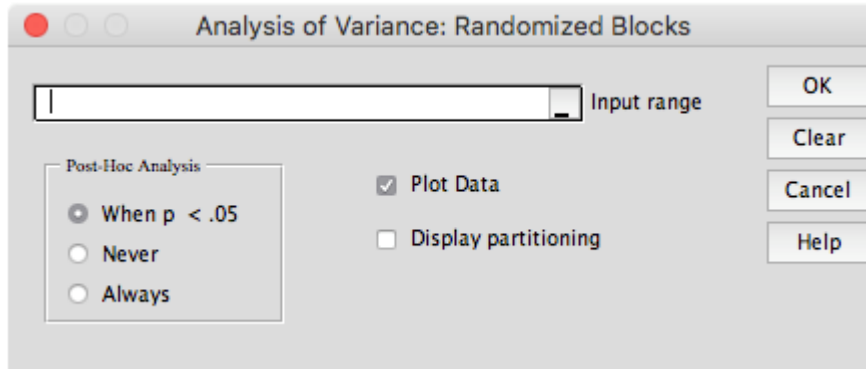 Analysis of Variance: Randomized Blocks
Input range
OK
Clear
Cancel
Help
Post-Hoc Analysis
When p < .05
Never
Always
Plot Data
Display partitioning